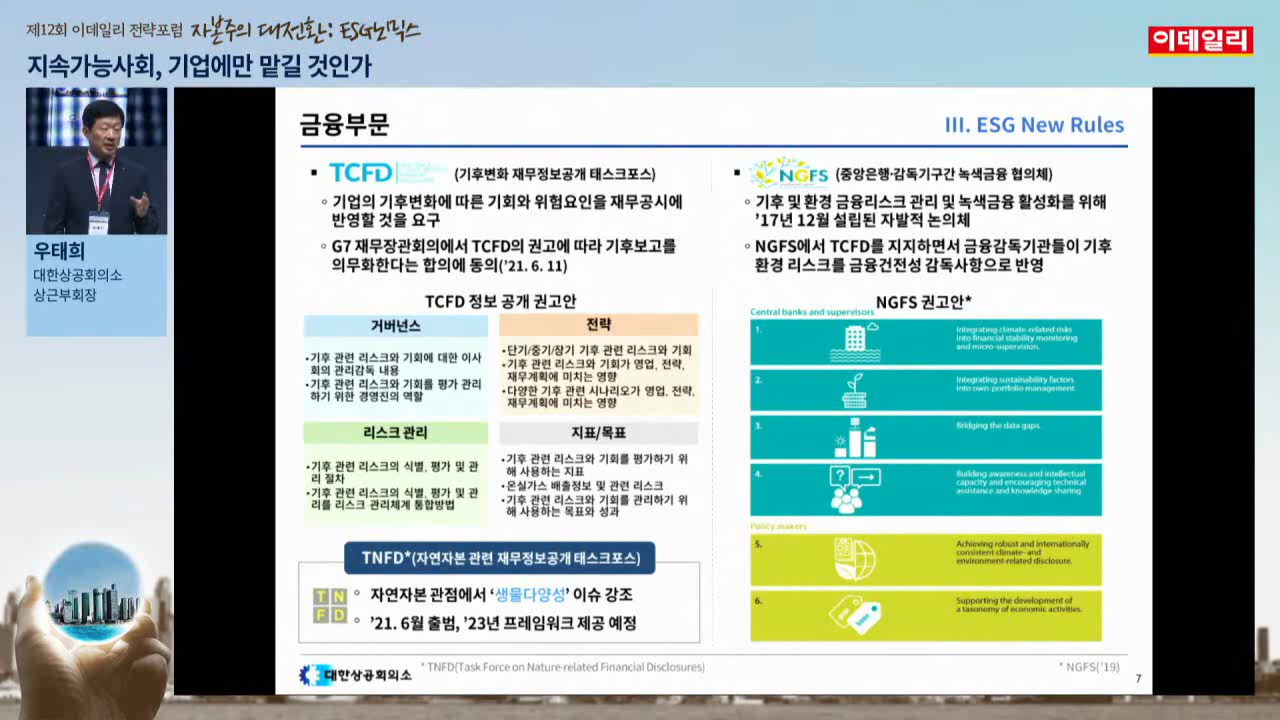 제12회 이데일리 전략포럼 자본주의 대전환: ESG노믹스
지속가능사회, 기업에만 맡길 것인가
이데일리
우태희
대한상공회의소
상근부회장
금융부문
III. ESG New Rules
▪ TCFD (기후변화 재무정보공개 태스크포스)
◦ 기업의 기후변화에 따른 기회와 위험요인을 재무공시에
반영할 것을 요구
◦ G7 재무장관회의에서 TCFD의 권고에 따라 기후보고를
의무화한다는 합의에 동의('21. 6. 11)
TCFD 정보 공개 권고안
거버넌스
•기후 관련 리스크와 기회에 대한 이사
회의 관리감독 내용
•기후 관련 리스크와 기회를 평가 관리
하기 위한 경영진의 역할
전략
•단기/중기/장기 기후 관련 리스크와 기회
•기후 관련 리스크와 기회가 영업, 전략,
재무계획에 미치는 영향
•다양한 기후 관련 시나리오가 영업, 전략,
재무계획에 미치는 영향
리스크 관리
•기후 관련 리스크의 식별, 평가 및 관
리 절차
•기후 관련 리스크의 식별, 평가 및 관
리를 리스크 관리체계 통합방법
지표/목표
•기후 관련 리스크와 기회를 평가하기 위
해 사용하는 지표
•온실가스 배출정보 및 관련 리스크
•기후 관련 리스크와 기회를 관리하기 위
해 사용하는 목표와 성과
TNFD*(자연자본 관련 재무정보공개 태스크포스)
TN
FD
◦ 자연자본 관점에서 '생물다양성' 이슈 강조
◦ '21. 6월 출범, '23년 프레임워크 제공 예정
▪ NGFS (중앙은행·감독기구간 녹색금융 협의체)
◦ 기후 및 환경 금융리스크 관리 및 녹색금융 활성화를 위해
'17년 12월 설립된 자발적 논의체
◦ NGFS에서 TCFD를 지지하면서 금융감독기관들이 기후
환경 리스크를 금융건전성 감독사항으로 반영
NGFS 권고안*
Central banks and supervisors
1. Integrating climate-related risks
into financial stability monitoring
and micro-supervision.
2. Integrating sustainability factors
into own-portfolio management.
3. Bridging the data gaps.
4. Building awareness and intellectual
capacity and encouraging technical
assistance and knowledge sharing.
Policy makers
5. Achieving robust and internationally
consistent climate- and
environment-related disclosure.
6. Supporting the development of
a taxonomy of economic activities.
대한상공회의소
* TNFD(Task Force on Nature-related Financial Disclosures)
* NGFS('19)
7